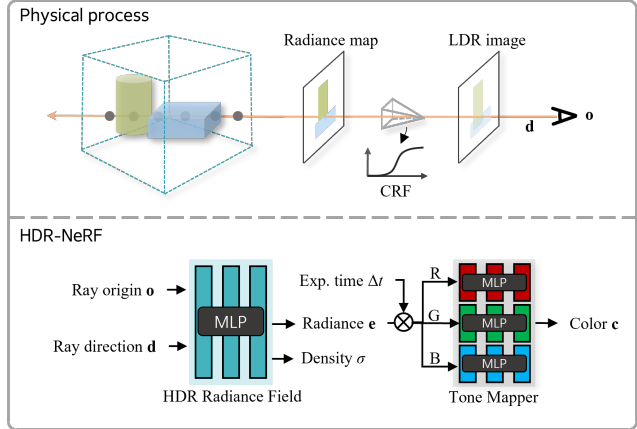 Physical process
Radiance map
LDR image
d
o
CRF
HDR-NeRF
Ray origin o
Ray direction d
MLP
HDR Radiance Field
Exp. time Δt
Radiance e
Density σ
R
G
B
MLP
MLP
MLP
Tone Mapper
Color c